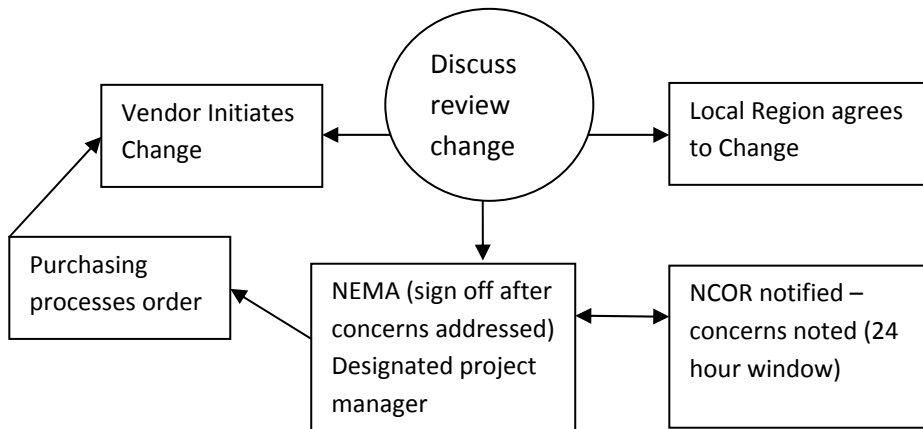 Discuss
review
change
Vendor Initiates
Change
Local Region agrees
to Change
Purchasing
processes order
NEMA (sign off after
concerns addressed)
Designated project
manager
NCOR notified –
concerns noted (24
hour window)